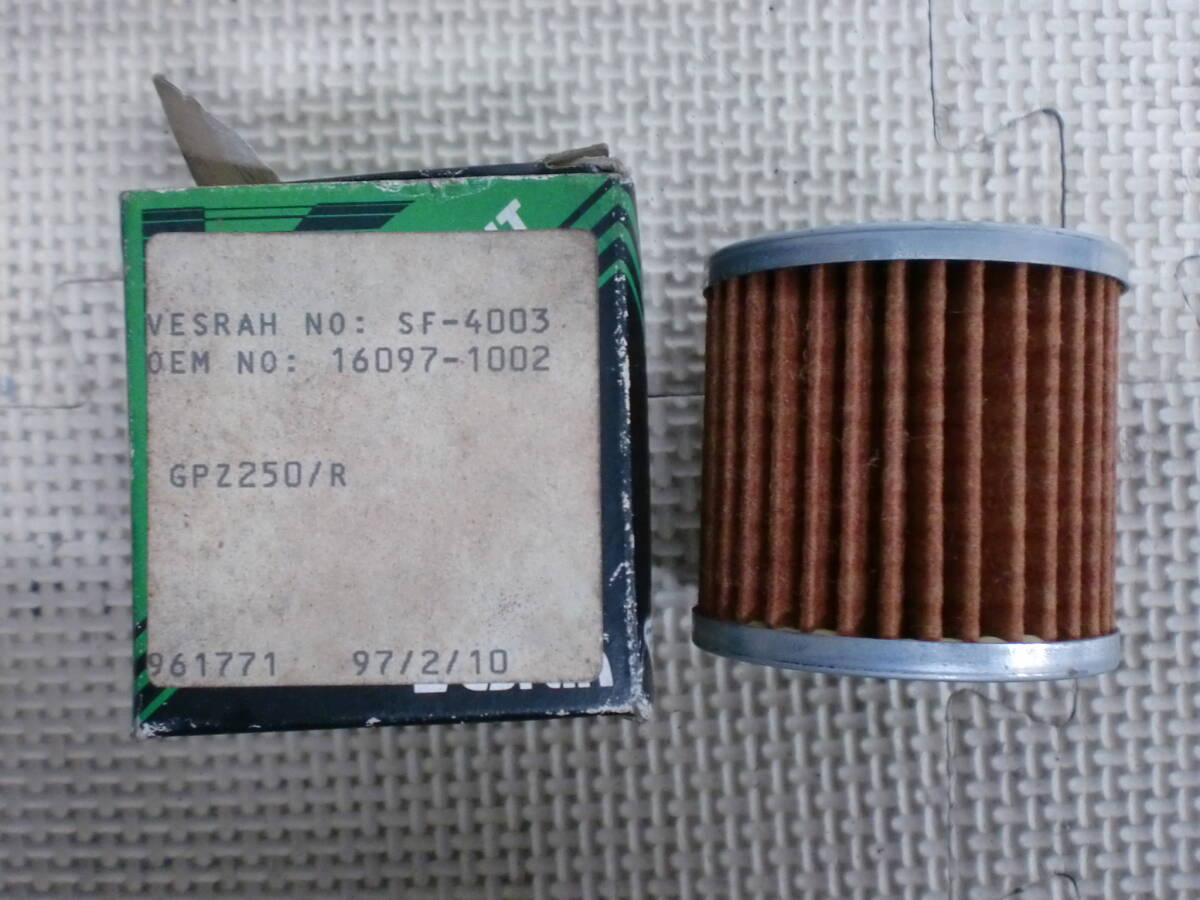 VESRAH NO: SF-4003
OEM NO: 16097-1002
GPZ250/R
961771 97/2/10